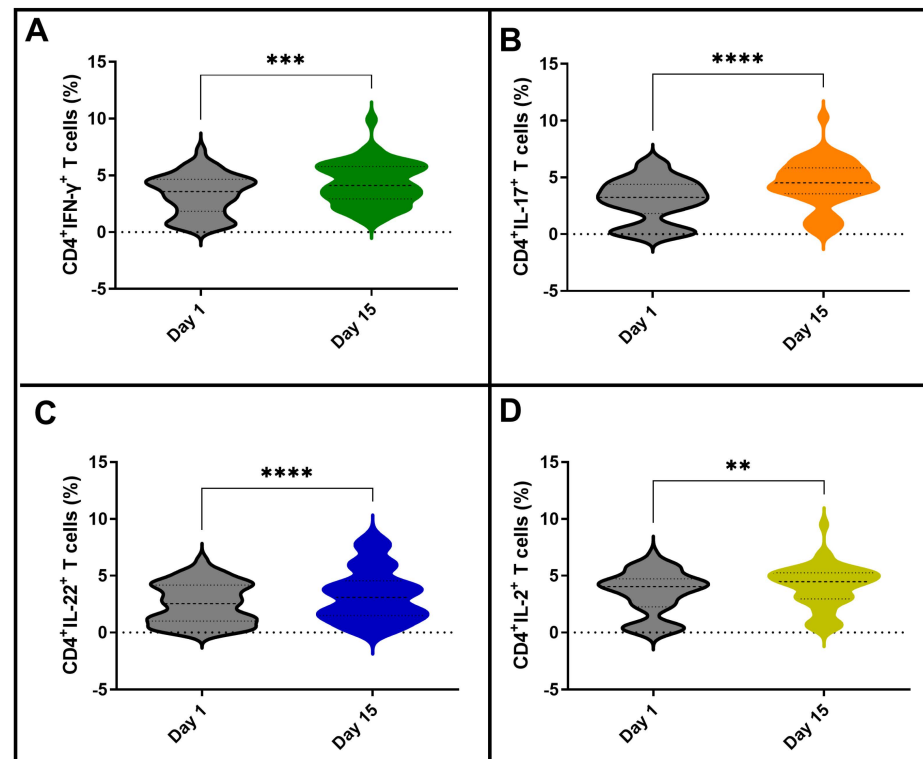 A
***
CD4+IFN-γ+ T cells (%)
15
10
5
0
-5
Day 1
Day 15
B
****
CD4+IL-17+ T cells (%)
15
10
5
0
-5
Day 1
Day 15
C
****
CD4+IL-22+ T cells (%)
15
10
5
0
-5
Day 1
Day 15
D
**
CD4+IL-2+ T cells (%)
15
10
5
0
-5
Day 1
Day 15